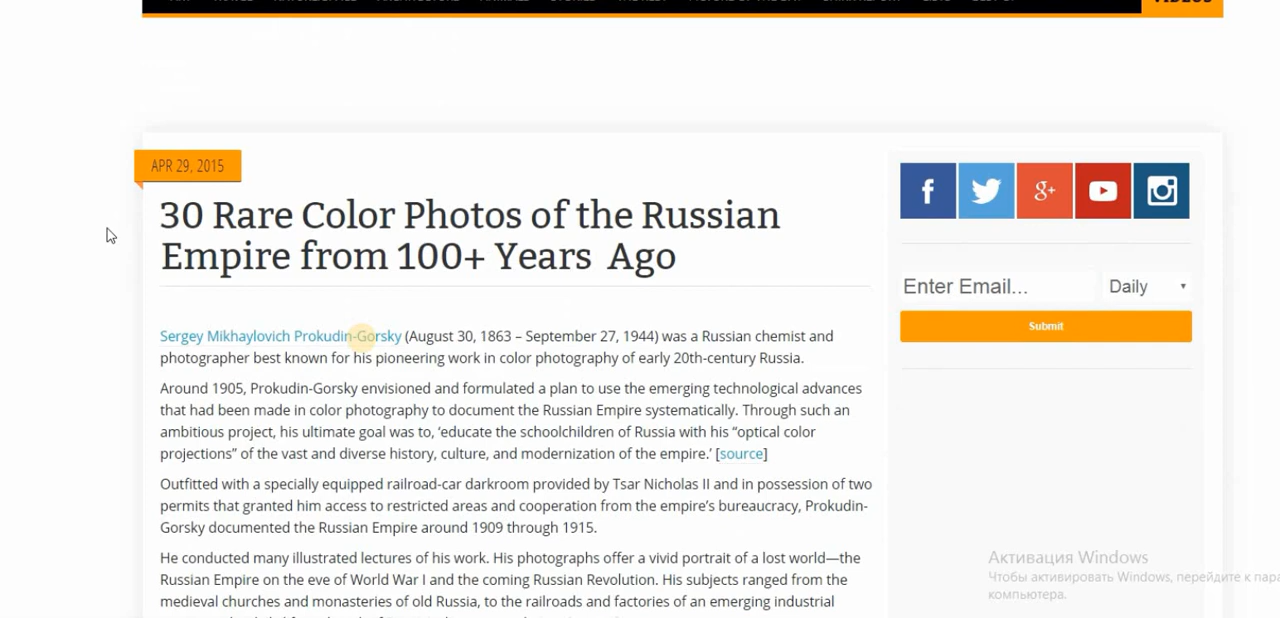 APR 29, 2015
30 Rare Color Photos of the Russian
Empire from 100+ Years Ago
Enter Email...
Daily
Submit
Sergey Mikhaylovich Prokudin-Gorsky (August 30, 1863 – September 27, 1944) was a Russian chemist and
photographer best known for his pioneering work in color photography of early 20th-century Russia.
Around 1905, Prokudin-Gorsky envisioned and formulated a plan to use the emerging technological advances
that had been made in color photography to document the Russian Empire systematically. Through such an
ambitious project, his ultimate goal was to, ‘educate the schoolchildren of Russia with his “optical color
projections” of the vast and diverse history, culture, and modernization of the empire.’ [source]
Outfitted with a specially equipped railroad-car darkroom provided by Tsar Nicholas II and in possession of two
permits that granted him access to restricted areas and cooperation from the empire’s bureaucracy, Prokudin-
Gorsky documented the Russian Empire around 1909 through 1915.
He conducted many illustrated lectures of his work. His photographs offer a vivid portrait of a lost world—the
Russian Empire on the eve of World War I and the coming Russian Revolution. His subjects ranged from the
medieval churches and monasteries of old Russia, to the railroads and factories of an emerging industrial
Активация Windows
Чтобы активировать Windows, перейдите к пара
компьютера.